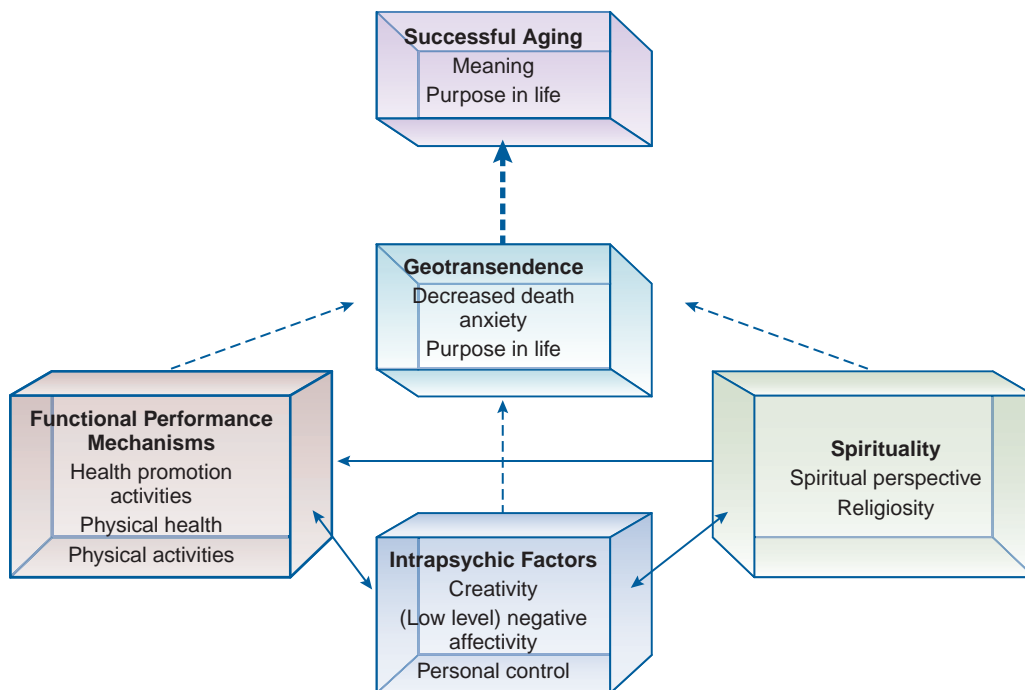 Successful Aging
Meaning
Purpose in life
Geotransendence
Decreased death
anxiety
Purpose in life
Functional Performance
Mechanisms
Health promotion
activities
Physical health
Physical activities
Intrapsychic Factors
Creativity
(Low level) negative
affectivity
Personal control
Spirituality
Spiritual perspective
Religiosity